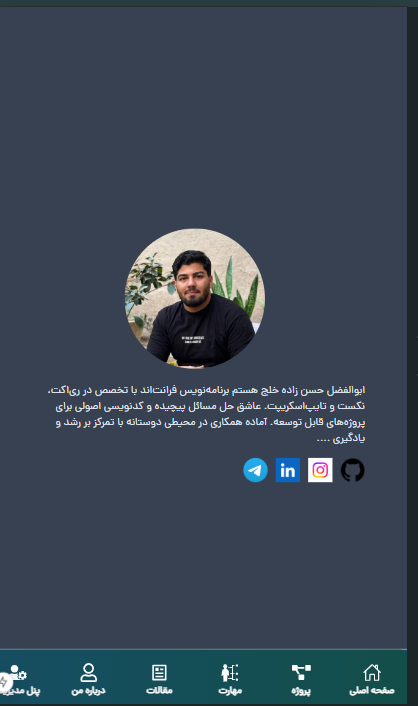 ابوالفضل حسن زاده خلج هستم برنامه‌نویس فرانت‌اند با تخصص در ری‌اکت،
نکست و تایپ‌اسکریپت. عاشق حل مسائل پیچیده و کدنویسی اصولی برای
پروژه‌های قابل توسعه. آماده همکاری در محیطی دوستانه با تمرکز بر رشد و
یادگیری ....
in
صفحه اصلی
پروژه
مهارت
مقالات
درباره من
پنل